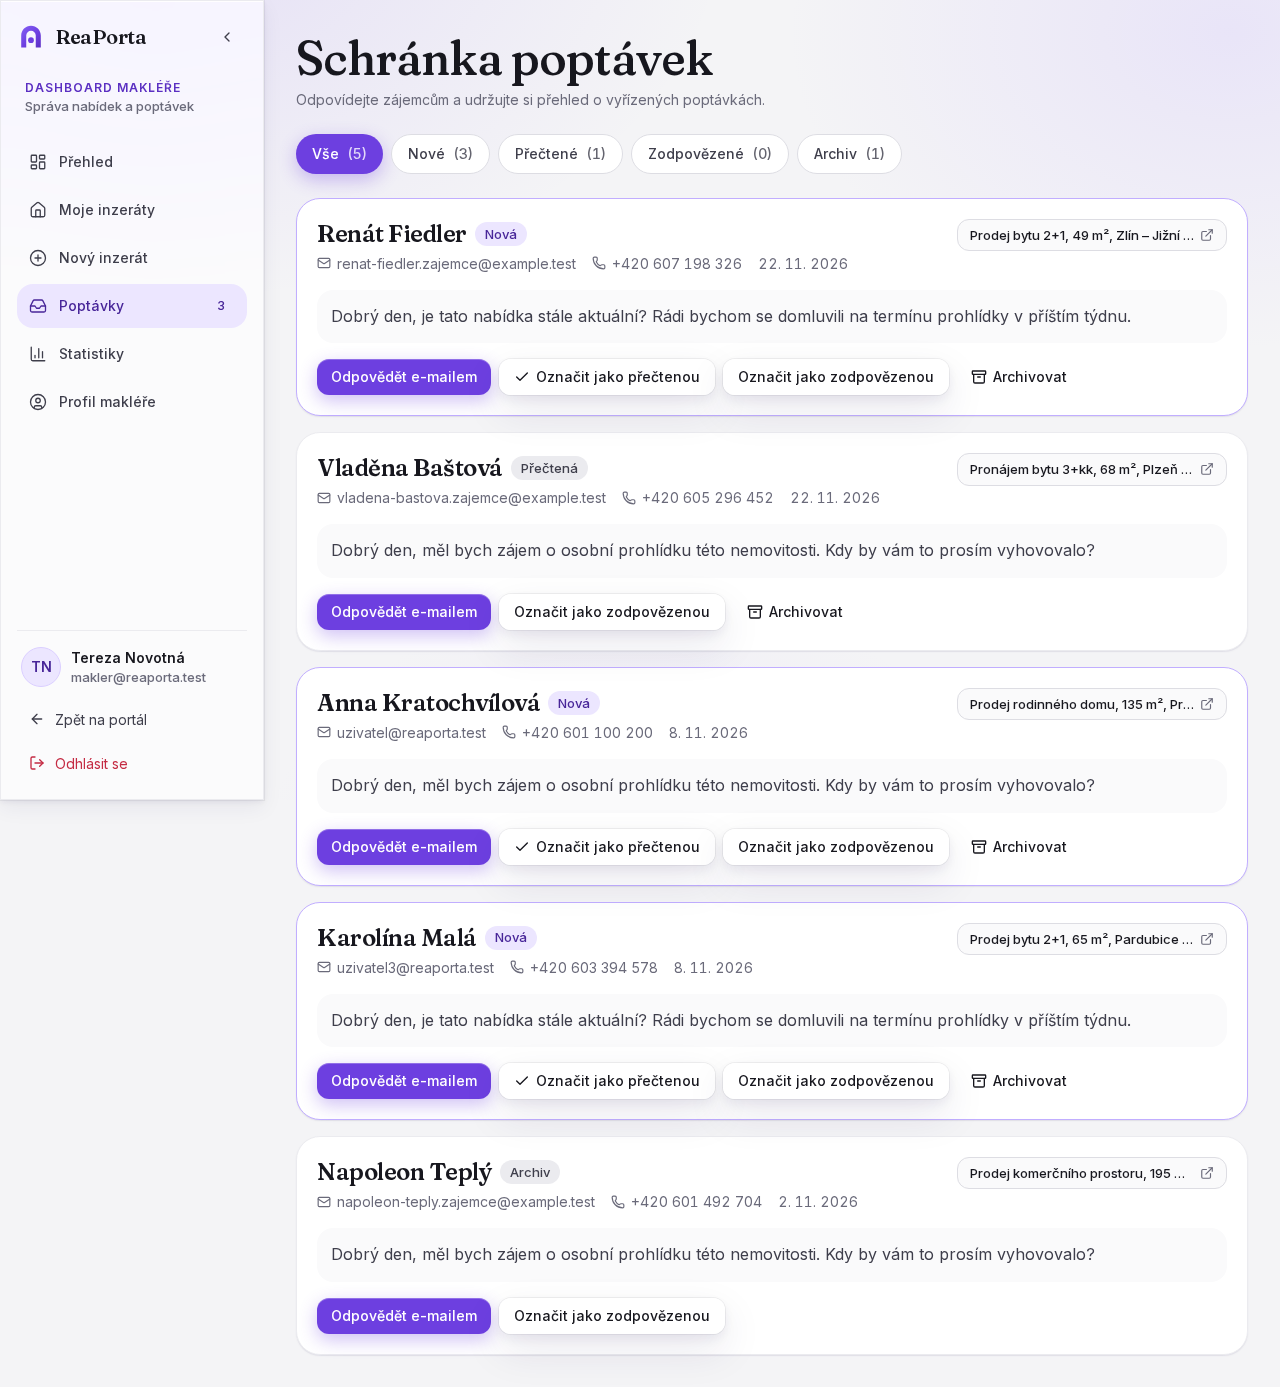 ReaPorta
DASHBOARD MAKLÉŘE
Správa nabídek a poptávek
Přehled
Moje inzeráty
Nový inzerát
Poptávky 3
Statistiky
Profil makléře
TN
Tereza Novotná
makler@reaporta.test
Zpět na portál
Odhlásit se
Schránka poptávek
Odpovídejte zájemcům a udržujte si přehled o vyřízených poptávkách.
Vše (5) Nové (3) Přečtené (1) Zodpovězené (0) Archiv (1)
Renát Fiedler Nová Prodej bytu 2+1, 49 m², Zlín – Jižní ...
renat-fiedler.zajemce@example.test +420 607 198 326 22. 11. 2026
Dobrý den, je tato nabídka stále aktuální? Rádi bychom se domluvili na termínu prohlídky v příštím týdnu.
Odpovědět e-mailem Označit jako přečtenou Označit jako zodpovězenou Archivovat
Vladěna Baštová Přečtená Pronájem bytu 3+kk, 68 m², Plzeň ...
vladena-bastova.zajemce@example.test +420 605 296 452 22. 11. 2026
Dobrý den, měl bych zájem o osobní prohlídku této nemovitosti. Kdy by vám to prosím vyhovovalo?
Odpovědět e-mailem Označit jako zodpovězenou Archivovat
Anna Kratochvílová Nová Prodej rodinného domu, 135 m², Pr...
uzivatel@reaporta.test +420 601 100 200 8. 11. 2026
Dobrý den, měl bych zájem o osobní prohlídku této nemovitosti. Kdy by vám to prosím vyhovovalo?
Odpovědět e-mailem Označit jako přečtenou Označit jako zodpovězenou Archivovat
Karolína Malá Nová Prodej bytu 2+1, 65 m², Pardubice ...
uzivatel3@reaporta.test +420 603 394 578 8. 11. 2026
Dobrý den, je tato nabídka stále aktuální? Rádi bychom se domluvili na termínu prohlídky v příštím týdnu.
Odpovědět e-mailem Označit jako přečtenou Označit jako zodpovězenou Archivovat
Napoleon Teplý Archiv Prodej komerčního prostoru, 195 ...
napoleon-teply.zajemce@example.test +420 601 492 704 2. 11. 2026
Dobrý den, měl bych zájem o osobní prohlídku této nemovitosti. Kdy by vám to prosím vyhovovalo?
Odpovědět e-mailem Označit jako zodpovězenou